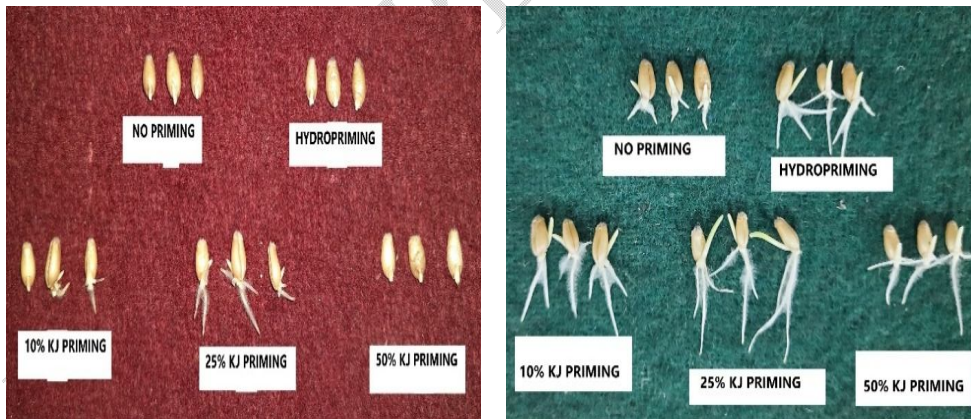 NO PRIMING
HYDROPRIMING
10% KJ PRIMING
25% KJ PRIMING
50% KJ PRIMING
NO PRIMING
HYDROPRIMING
10% KJ PRIMING
25% KJ PRIMING
50% KJ PRIMING